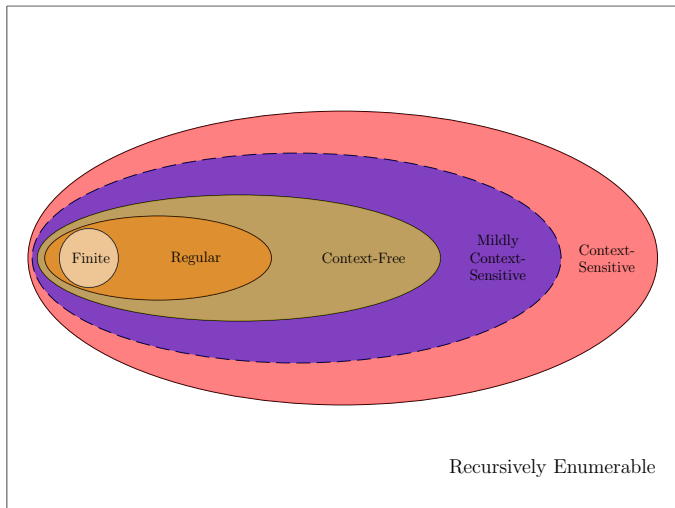 Finite
Regular
Context-Free
Mildly
Context-
Sensitive
Context-
Sensitive
Recursively Enumerable